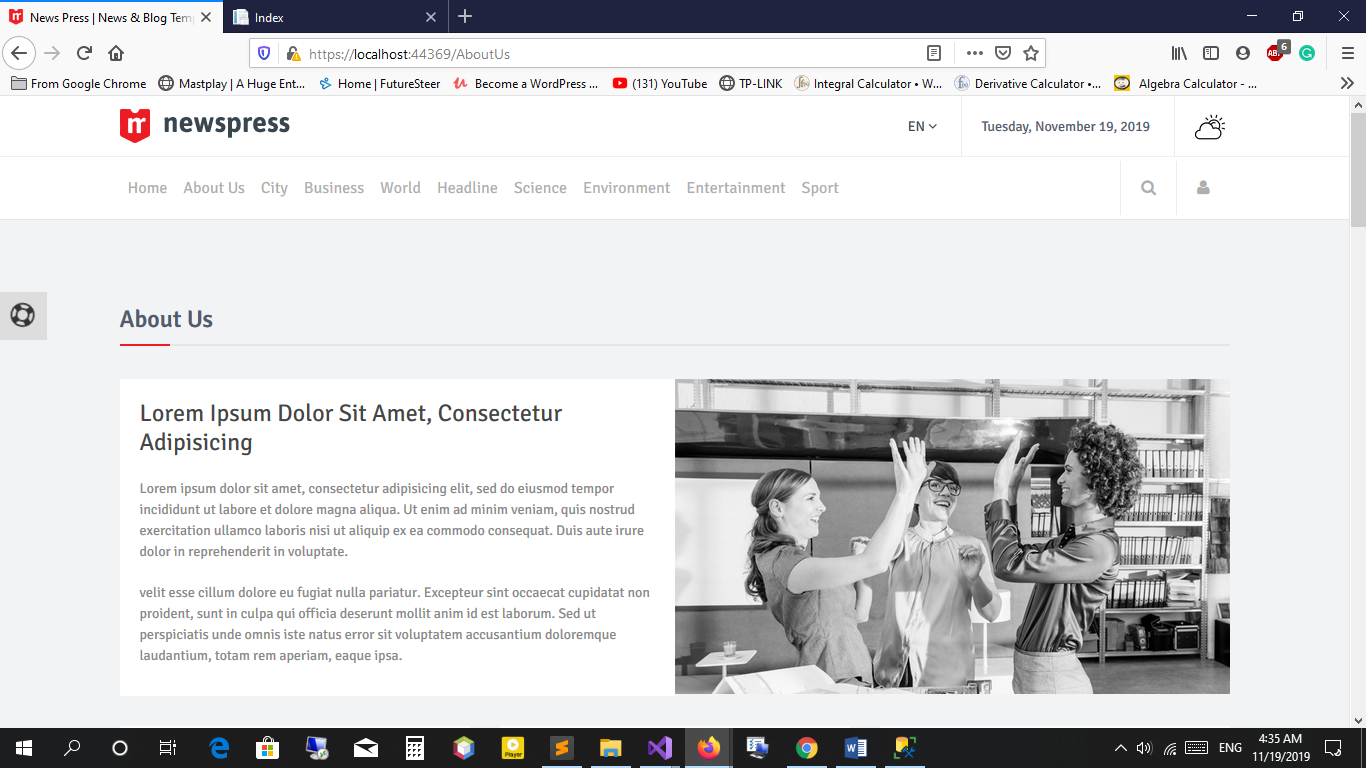 News Press | News & Blog Temp
Index
https://localhost:44369/AboutUs
6
From Google Chrome
Mastplay | A Huge Ent...
Home | FutureSteer
Become a WordPress ...
(131) YouTube
TP-LINK
Integral Calculator • W...
Derivative Calculator •...
Algebra Calculator - ...
newspress
EN
Tuesday, November 19, 2019
Home About Us City Business World Headline Science Environment Entertainment Sport
About Us
Lorem Ipsum Dolor Sit Amet, Consectetur
Adipisicing
Lorem ipsum dolor sit amet, consectetur adipisicing elit, sed do eiusmod tempor
incididunt ut labore et dolore magna aliqua. Ut enim ad minim veniam, quis nostrud
exercitation ullamco laboris nisi ut aliquip ex ea commodo consequat. Duis aute irure
dolor in reprehenderit in voluptate.
velit esse cillum dolore eu fugiat nulla pariatur. Excepteur sint occaecat cupidatat non
proident, sunt in culpa qui officia deserunt mollit anim id est laborum. Sed ut
perspiciatis unde omnis iste natus error sit voluptatem accusantium doloremque
laudantium, totam rem aperiam, eaque ipsa.
Player
ENG
4:35 AM
11/19/2019